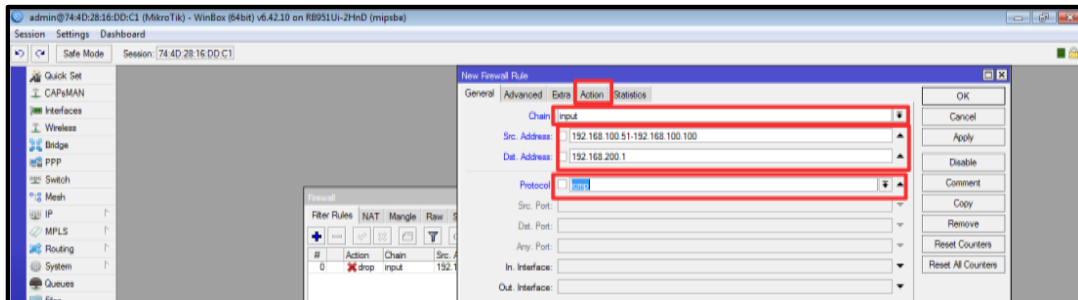 admin@74:4D:28:16:DD:C1 (MikroTik) - WinBox (64bit) v6.42.10 on RB951Ui-2HnD (mipsbe)
Session Settings Dashboard
Safe Mode Session: 74:4D:28:16:DD:C1
Quick Set
CAPsMAN
Interfaces
Wireless
Bridge
PPP
Switch
Mesh
IP
MPLS
Routing
System
Queues
Firewall
Filter Rules NAT Mangle Raw
# Action Chain Src. A
0 drop input 192.1
New Firewall Rule
General Advanced Extra Action Statistics
Chain: input
Src. Address: 192.168.100.51-192.168.100.100
Dst. Address: 192.168.200.1
Protocol: icmp
Src. Port:
Dst. Port:
Any. Port:
In. Interface:
Out. Interface:
OK
Cancel
Apply
Disable
Comment
Copy
Remove
Reset Counters
Reset All Counters